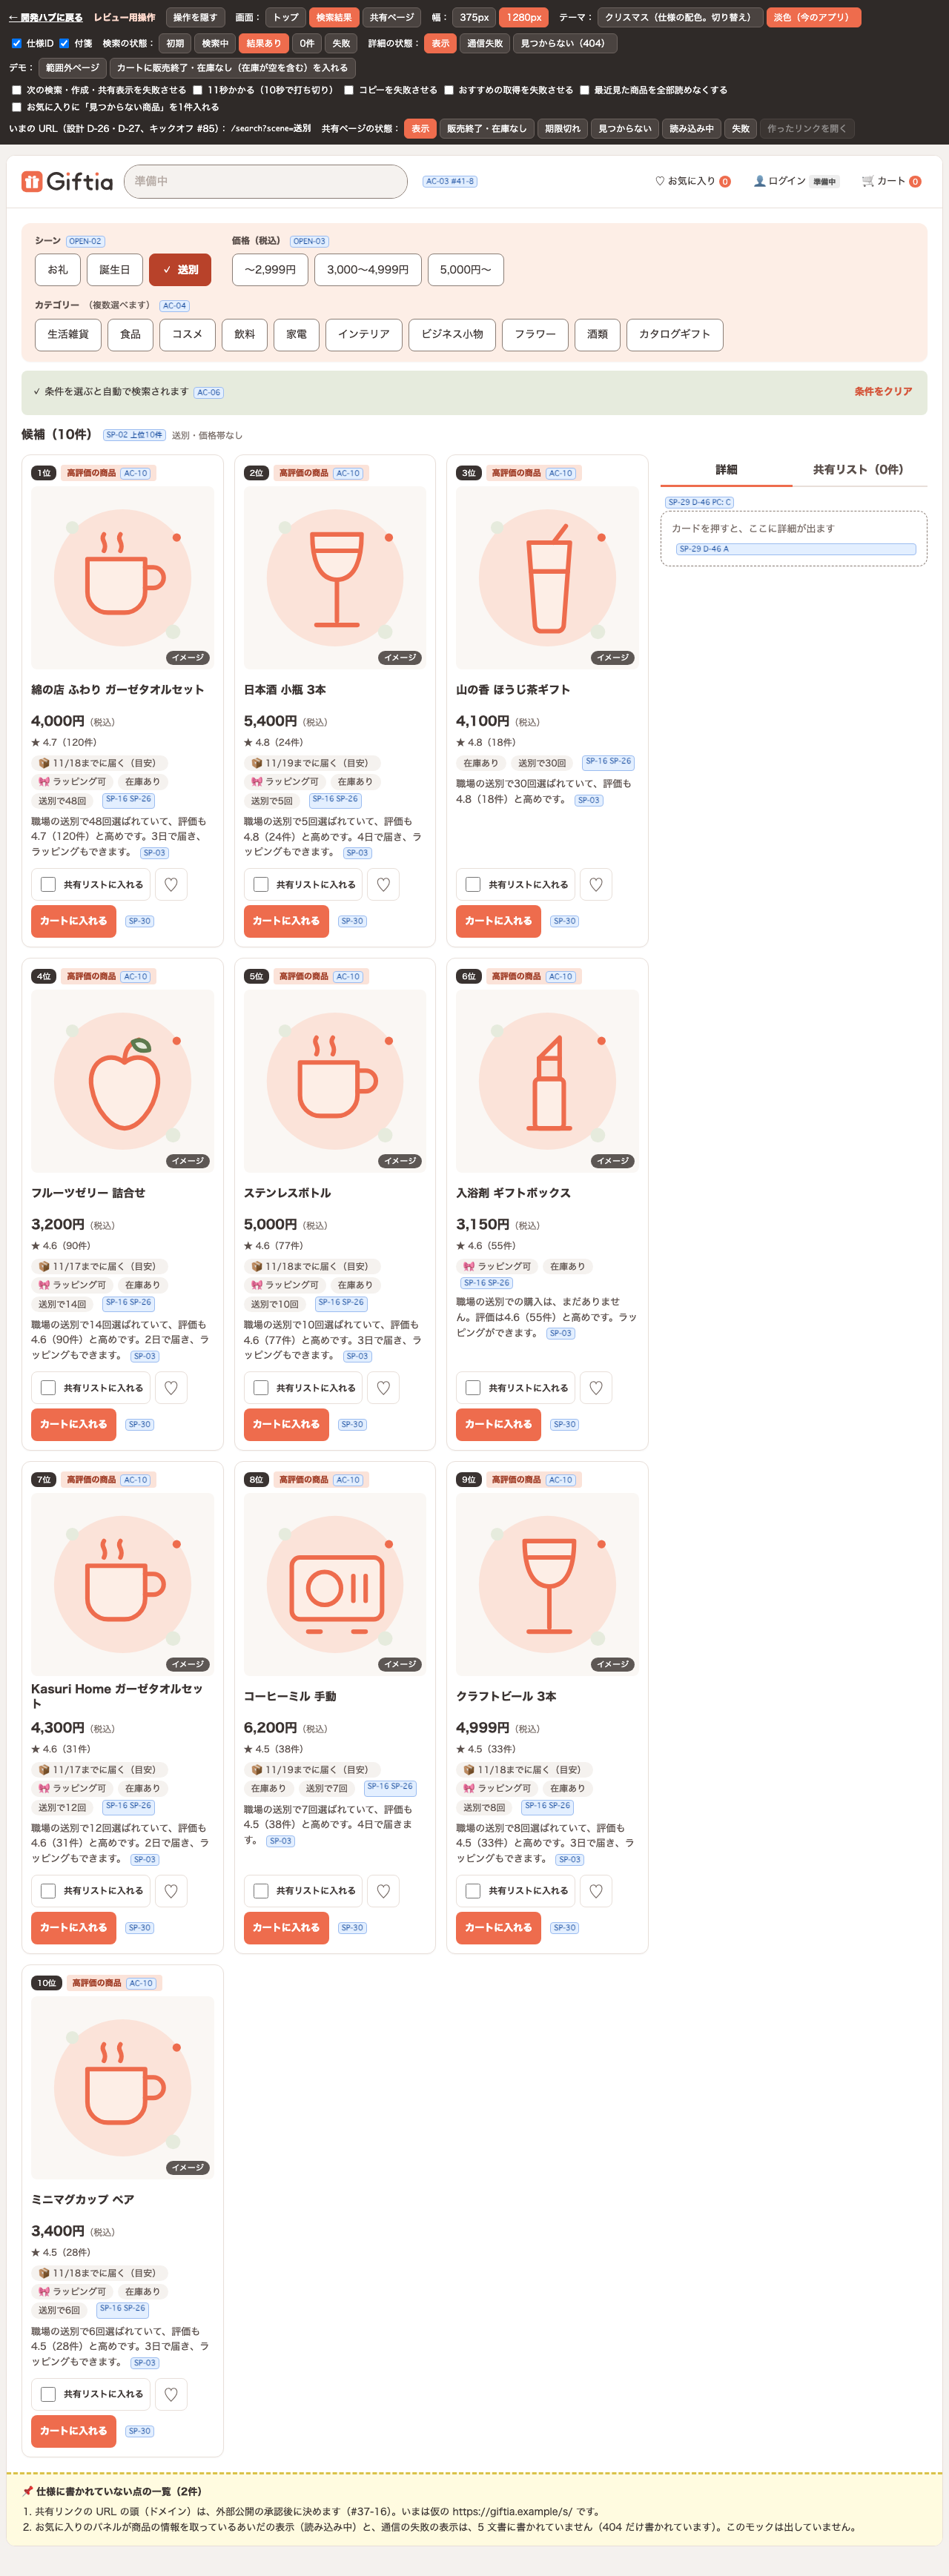 ← 開発ハブに戻る レビュー用操作 操作を隠す 画面： トップ 検索結果 共有ページ 幅： 375px 1280px テーマ： クリスマス（仕様の配色。切り替え） 淡色（今のアプリ）
仕様ID 付箋 検索の状態： 初期 検索中 結果あり 0件 失敗 詳細の状態： 表示 通信失敗 見つからない（404）
デモ： 範囲外ページ カートに販売終了・在庫なし（在庫が空を含む）を入れる
次の検索・作成・共有表示を失敗させる 11秒かかる（10秒で打ち切り） コピーを失敗させる おすすめの取得を失敗させる 最近見た商品を全部読めなくする
お気に入りに「見つからない商品」を1件入れる
いまの URL（設計 D-26・D-27、キックオフ #85）： /search?scene=送別 共有ページの状態： 表示 販売終了・在庫なし 期限切れ 見つからない 読み込み中 失敗 作ったリンクを開く
Giftia 準備中 AC-03 #41-8 ♡ お気に入り 0 👤 ログイン 準備中 🛒 カート 0
シーン OPEN-02 価格（税込） OPEN-03
お礼 誕生日 ✓ 送別 〜2,999円 3,000〜4,999円 5,000円〜
カテゴリー （複数選べます） AC-04
生活雑貨 食品 コスメ 飲料 家電 インテリア ビジネス小物 フラワー 酒類 カタログギフト
✓ 条件を選ぶと自動で検索されます AC-06 条件をクリア
候補（10件） SP-02 上位10件 送別・価格帯なし
1位 高評価の商品 AC-10
イメージ
綿の店 ふわり ガーゼタオルセット
4,000円（税込）
★ 4.7（120件）
📦 11/18までに届く（目安）
🎀 ラッピング可 在庫あり
送別で48回 SP-16 SP-26
職場の送別で48回選ばれていて、評価も
4.7（120件）と高めです。3日で届き、
ラッピングもできます。 SP-03
共有リストに入れる ♡
カートに入れる SP-30
2位 高評価の商品 AC-10
イメージ
日本酒 小瓶 3本
5,400円（税込）
★ 4.8（24件）
📦 11/19までに届く（目安）
🎀 ラッピング可 在庫あり
送別で5回 SP-16 SP-26
職場の送別で5回選ばれていて、評価も
4.8（24件）と高めです。4日で届き、ラ
ッピングもできます。 SP-03
共有リストに入れる ♡
カートに入れる SP-30
3位 高評価の商品 AC-10
イメージ
山の香 ほうじ茶ギフト
4,100円（税込）
★ 4.8（18件）
在庫あり 送別で30回 SP-16 SP-26
職場の送別で30回選ばれていて、評価も
4.8（18件）と高めです。 SP-03
共有リストに入れる ♡
カートに入れる SP-30
詳細 共有リスト（0件）
SP-29 D-46 PC: C
カードを押すと、ここに詳細が出ます
SP-29 D-46 A
4位 高評価の商品 AC-10
イメージ
フルーツゼリー 詰合せ
3,200円（税込）
★ 4.6（90件）
📦 11/17までに届く（目安）
🎀 ラッピング可 在庫あり
送別で14回 SP-16 SP-26
職場の送別で14回選ばれていて、評価も
4.6（90件）と高めです。2日で届き、ラ
ッピングもできます。 SP-03
共有リストに入れる ♡
カートに入れる SP-30
5位 高評価の商品 AC-10
イメージ
ステンレスボトル
5,000円（税込）
★ 4.6（77件）
📦 11/18までに届く（目安）
🎀 ラッピング可 在庫あり
送別で10回 SP-16 SP-26
職場の送別で10回選ばれていて、評価も
4.6（77件）と高めです。3日で届き、ラ
ッピングもできます。 SP-03
共有リストに入れる ♡
カートに入れる SP-30
6位 高評価の商品 AC-10
イメージ
入浴剤 ギフトボックス
3,150円（税込）
★ 4.6（55件）
🎀 ラッピング可 在庫あり
SP-16 SP-26
職場の送別での購入は、まだありませ
ん。評価は4.6（55件）と高めです。ラッ
ピングができます。 SP-03
共有リストに入れる ♡
カートに入れる SP-30
7位 高評価の商品 AC-10
イメージ
Kasuri Home ガーゼタオルセッ
ト
4,300円（税込）
★ 4.6（31件）
📦 11/17までに届く（目安）
🎀 ラッピング可 在庫あり
送別で12回 SP-16 SP-26
職場の送別で12回選ばれていて、評価も
4.6（31件）と高めです。2日で届き、ラ
ッピングもできます。 SP-03
共有リストに入れる ♡
カートに入れる SP-30
8位 高評価の商品 AC-10
イメージ
コーヒーミル 手動
6,200円（税込）
★ 4.5（38件）
📦 11/19までに届く（目安）
在庫あり 送別で7回 SP-16 SP-26
職場の送別で7回選ばれていて、評価も
4.5（38件）と高めです。4日で届きま
す。 SP-03
共有リストに入れる ♡
カートに入れる SP-30
9位 高評価の商品 AC-10
イメージ
クラフトビール 3本
4,999円（税込）
★ 4.5（33件）
📦 11/18までに届く（目安）
🎀 ラッピング可 在庫あり
送別で8回 SP-16 SP-26
職場の送別で8回選ばれていて、評価も
4.5（33件）と高めです。3日で届き、ラ
ッピングもできます。 SP-03
共有リストに入れる ♡
カートに入れる SP-30
10位 高評価の商品 AC-10
イメージ
ミニマグカップ ペア
3,400円（税込）
★ 4.5（28件）
📦 11/18までに届く（目安）
🎀 ラッピング可 在庫あり
送別で6回 SP-16 SP-26
職場の送別で6回選ばれていて、評価も
4.5（28件）と高めです。3日で届き、ラ
ッピングもできます。 SP-03
共有リストに入れる ♡
カートに入れる SP-30
📌 仕様に書かれていない点の一覧（2件）
1. 共有リンクの URL の頭（ドメイン）は、外部公開の承認後に決めます（#37-16）。いまは仮の https://giftia.example/s/ です。
2. お気に入りのパネルが商品の情報を取っているあいだの表示（読み込み中）と、通信の失敗の表示は、5 文書に書かれていません（404 だけ書かれています）。このモックは出していません。